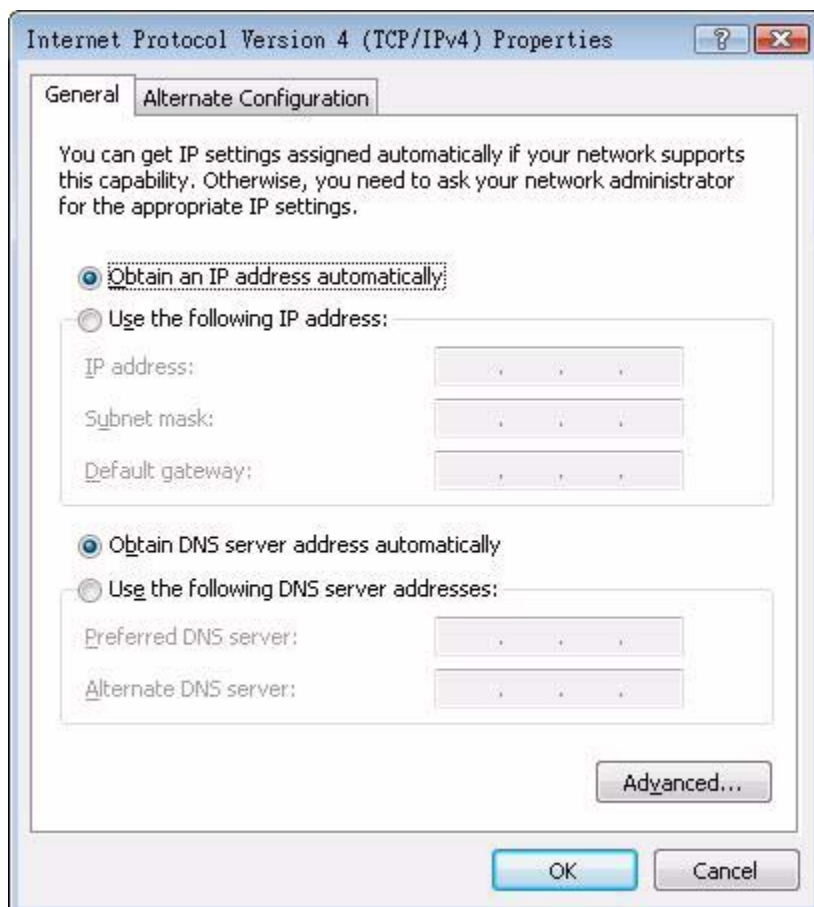 Internet Protocol Version 4 (TCP/IPv4) Properties
?
General
Alternate Configuration
You can get IP settings assigned automatically if your network supports
this capability. Otherwise, you need to ask your network administrator
for the appropriate IP settings.
Obtain an IP address automatically
Use the following IP address:
IP address:
. . .
Subnet mask:
. . .
Default gateway:
. . .
Obtain DNS server address automatically
Use the following DNS server addresses:
Preferred DNS server:
. . .
Alternate DNS server:
. . .
Advanced...
OK
Cancel